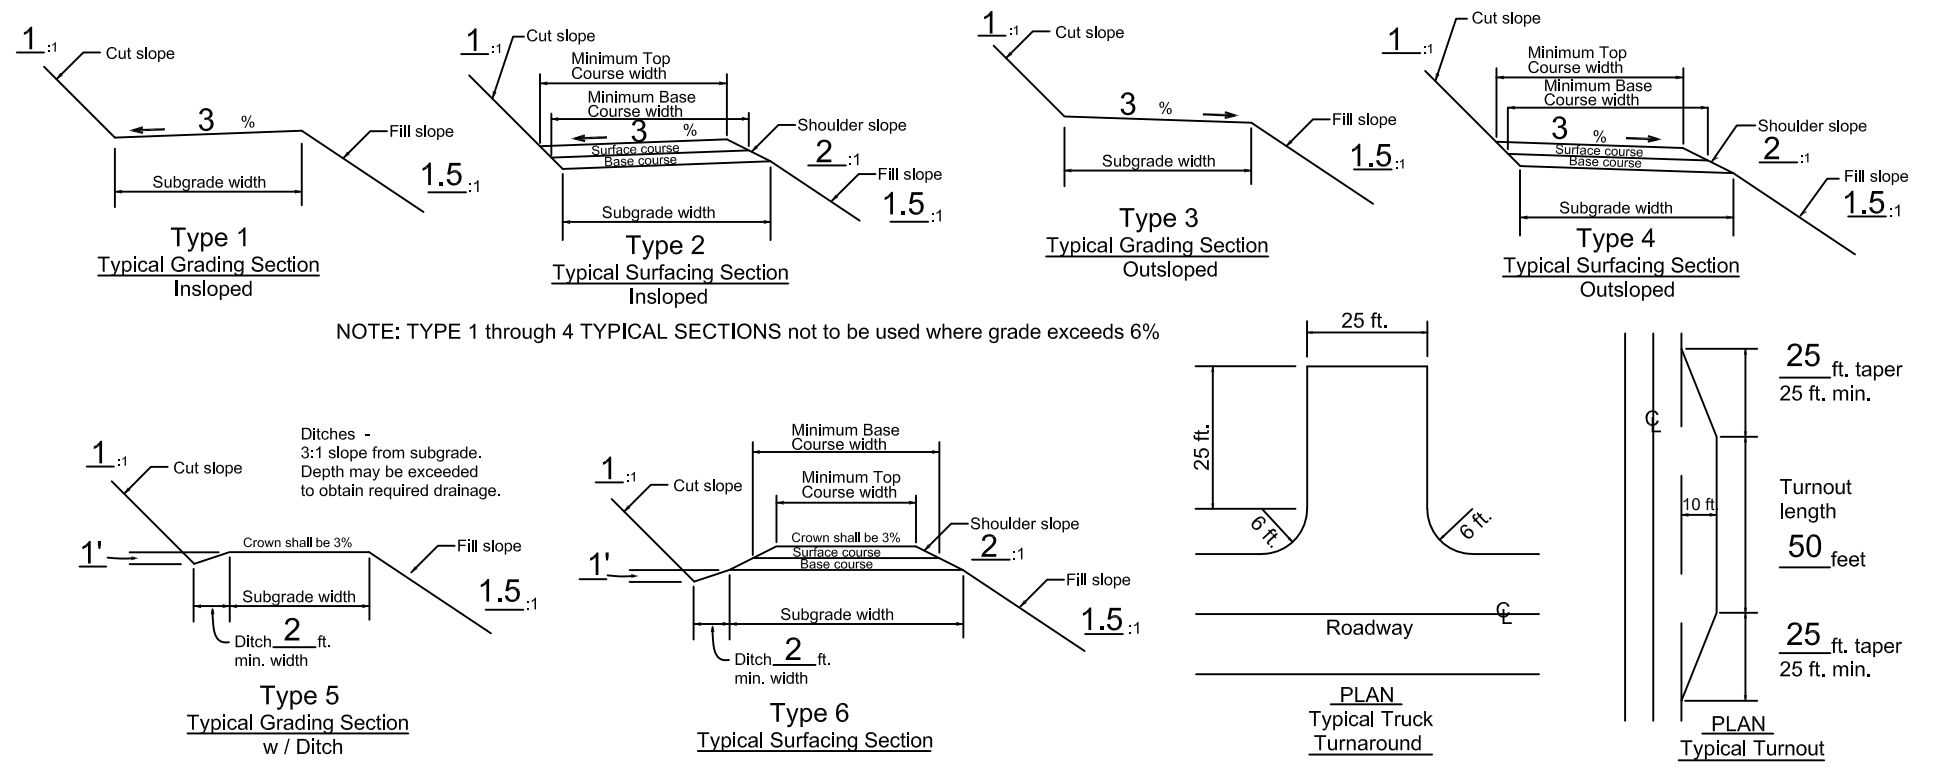 1 :1
Cut slope
3 %
Fill slope
1.5 :1
Subgrade width
Type 1
Typical Grading Section
Insloped
1 :1
Cut slope
Minimum Top
Course width
Minimum Base
Course width
3 %
Surface course
Base course
Shoulder slope
2 :1
Fill slope
1.5 :1
Subgrade width
Type 2
Typical Surfacing Section
Insloped
1 :1
Cut slope
3 %
Fill slope
1.5 :1
Subgrade width
Type 3
Typical Grading Section
Outsloped
1 :1
Cut slope
Minimum Top
Course width
Minimum Base
Course width
3 %
Surface course
Base course
Shoulder slope
2 :1
Fill slope
1.5 :1
Subgrade width
Type 4
Typical Surfacing Section
Outsloped
NOTE: TYPE 1 through 4 TYPICAL SECTIONS not to be used where grade exceeds 6%
1 :1
Cut slope
Ditches -
3:1 slope from subgrade.
Depth may be exceeded
to obtain required drainage.
1'
Crown shall be 3%
Fill slope
1.5 :1
Subgrade width
Ditch 2 ft.
min. width
Type 5
Typical Grading Section
w / Ditch
1 :1
Cut slope
Minimum Base
Course width
Minimum Top
Course width
Crown shall be 3%
Surface course
Base course
Shoulder slope
2 :1
1'
Fill slope
1.5 :1
Subgrade width
Ditch 2 ft.
min. width
Type 6
Typical Surfacing Section
25 ft.
25 ft.
6 ft.
6 ft.
CL
Roadway
PLAN
Typical Truck
Turnaround
CL
25 ft. taper
25 ft. min.
10 ft.
Turnout
length
50 feet
25 ft. taper
25 ft. min.
PLAN
Typical Turnout